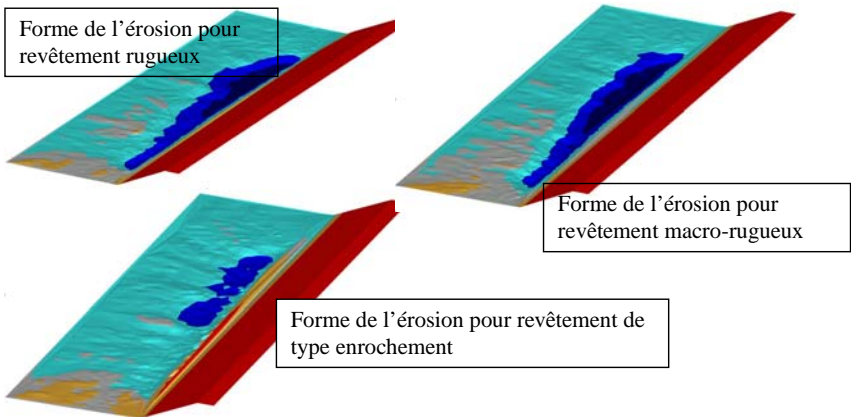 Forme de l’érosion pour
revêtement rugueux
Forme de l’érosion pour
revêtement macro-rugueux
Forme de l’érosion pour revêtement de
type enrochement